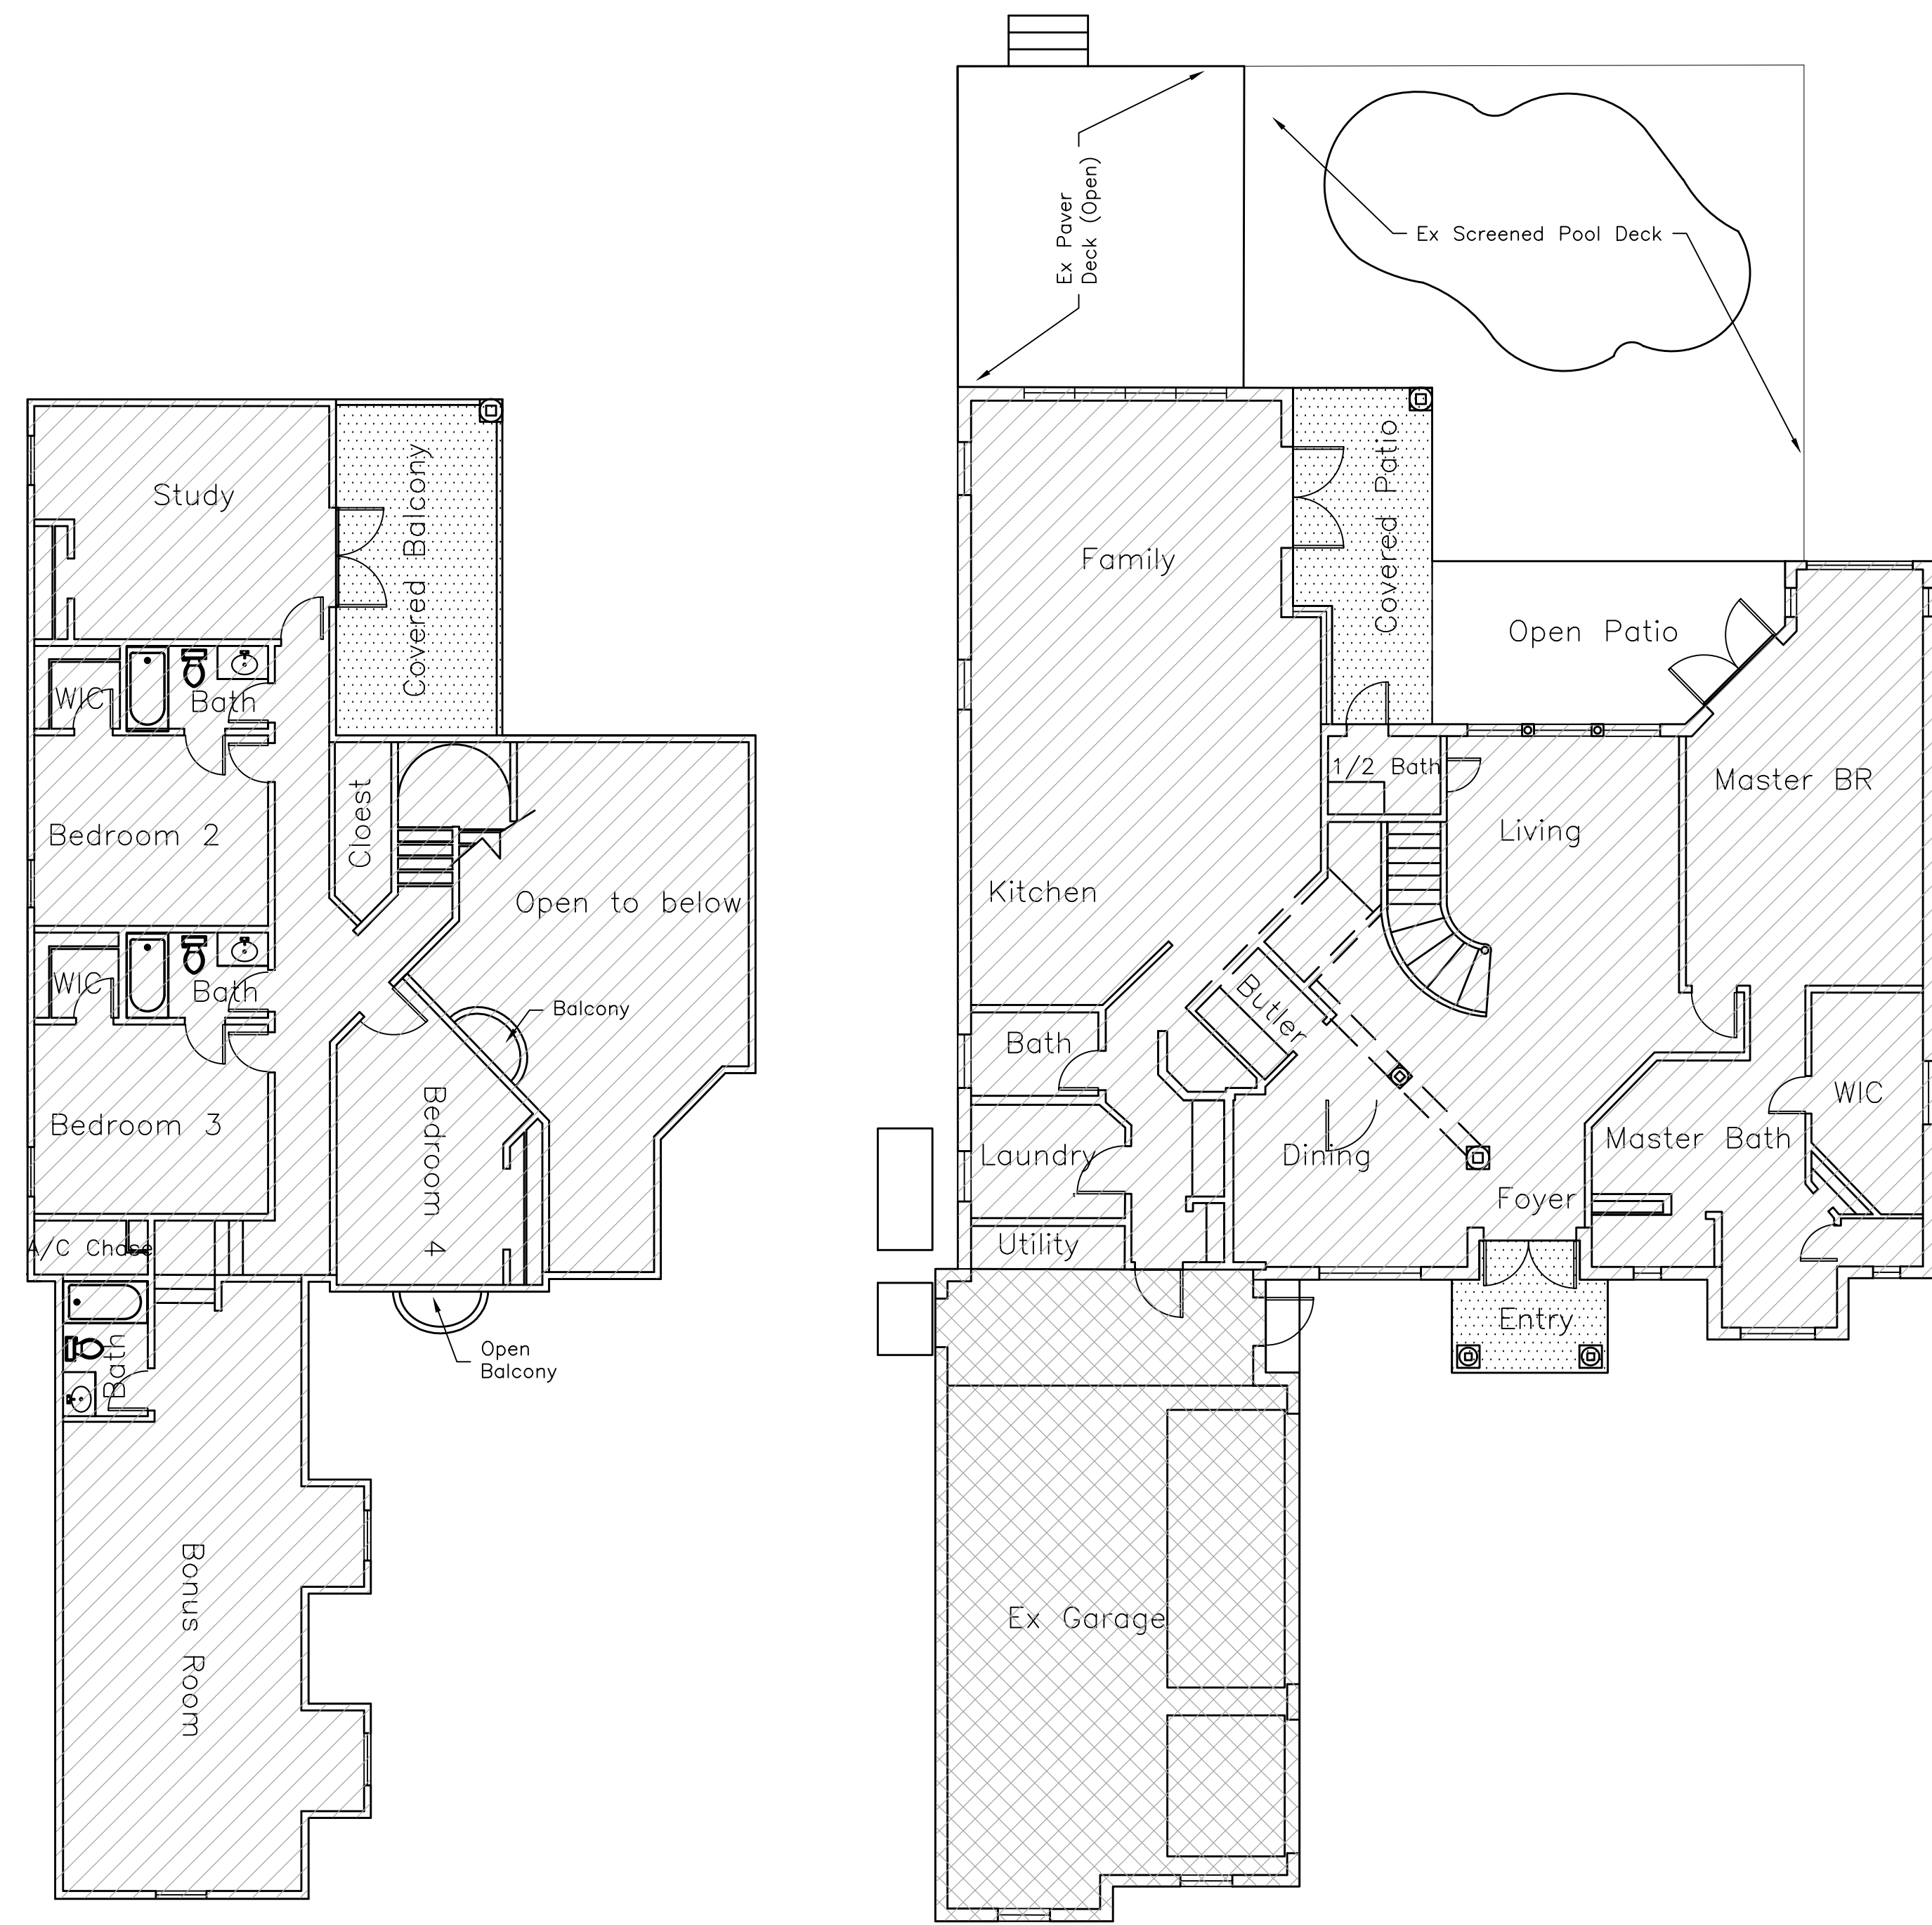 Study
Covered Balcony
WIC
Bath
Bedroom 2
Cloest
Open to below
WIC
Bath
Balcony
Bedroom 3
Bedroom 4
A/C Chase
Bath
Open
Balcony
Bonus Room
Ex Paver
Deck (Open)
Ex Screened Pool Deck
Family
Covered Patio
Open Patio
1/2 Bath
Master BR
Living
Kitchen
Butler
Bath
WIC
Laundry
Dining
Master Bath
Foyer
Utility
Entry
Ex Garage